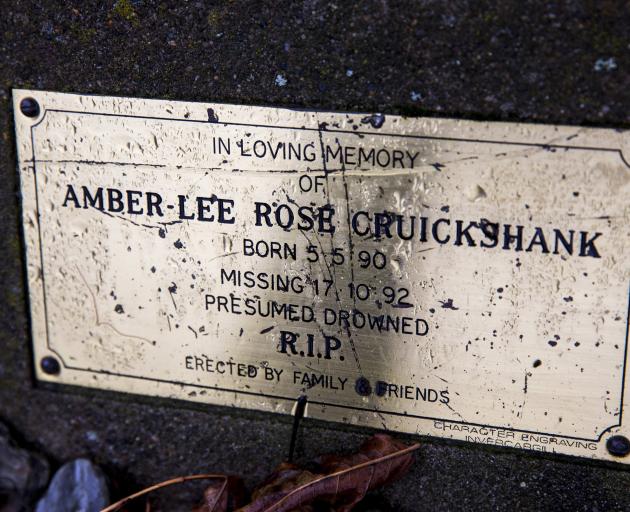 IN LOVING MEMORY
OF
AMBER-LEE ROSE CRUICKSHANK
BORN 5 5 90
MISSING 17. 10 92
PRESUMED DROWNED
R.I.P.
ERECTED BY FAMILY & FRIENDS
CHARACTER ENGRAVING
INVERCARGILL